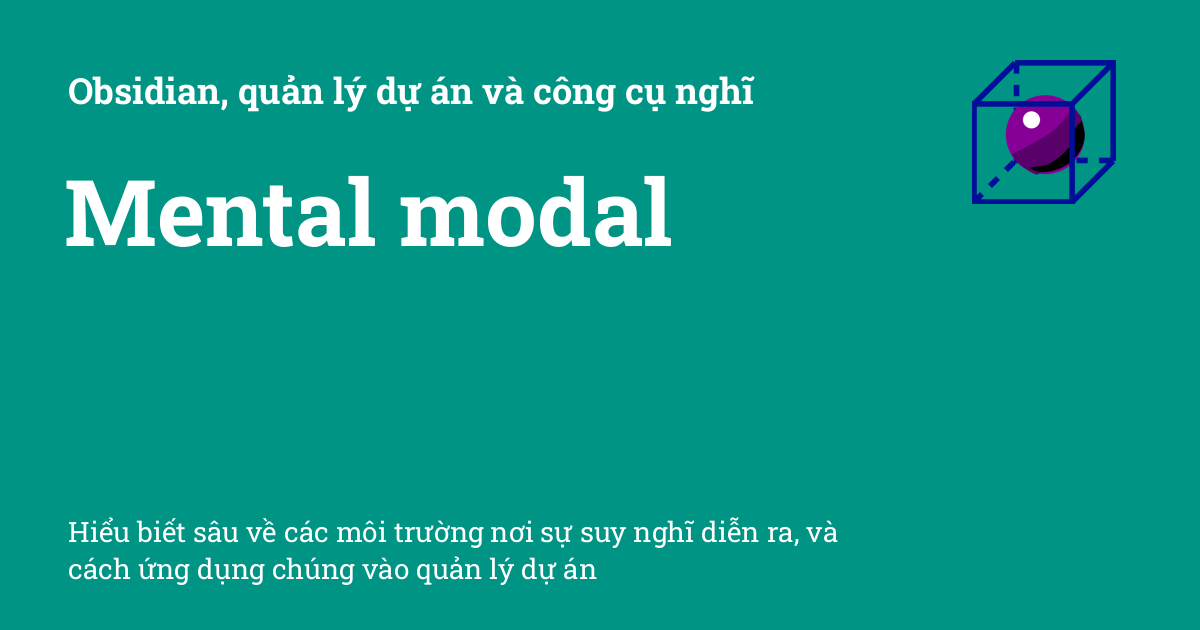 Obsidian, quản lý dự án và công cụ nghĩ
Mental modal
Hiểu biết sâu về các môi trường nơi sự suy nghĩ diễn ra, và
cách ứng dụng chúng vào quản lý dự án